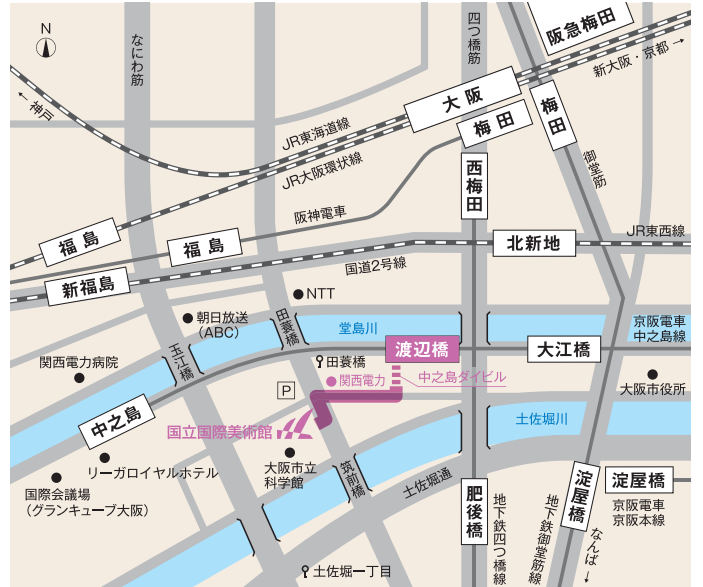 N
なにわ筋
四つ橋筋
阪急梅田
新大阪・京都→
←神戸
大阪
梅田
梅田
JR東海道線
JR大阪環状線
西梅田
御堂筋
阪神電車
福島
福島
北新地
JR東西線
国道2号線
新福島
NTT
朝日放送
(ABC)
田蓑橋
堂島川
京阪電車
中之島線
玉江橋
渡辺橋
大江橋
関西電力病院
田蓑橋
関西電力
中之島ダイビル
大阪市役所
P
中之島
国立国際美術館
土佐堀川
リーガロイヤルホテル
大阪市立
科学館
国際会議場
(グランキューブ大阪)
筑前橋
土佐堀通
肥後橋
地下鉄四つ橋線
地下鉄御堂筋線
淀屋橋
なんば→
淀屋橋
京阪電車
京阪本線
土佐堀一丁目